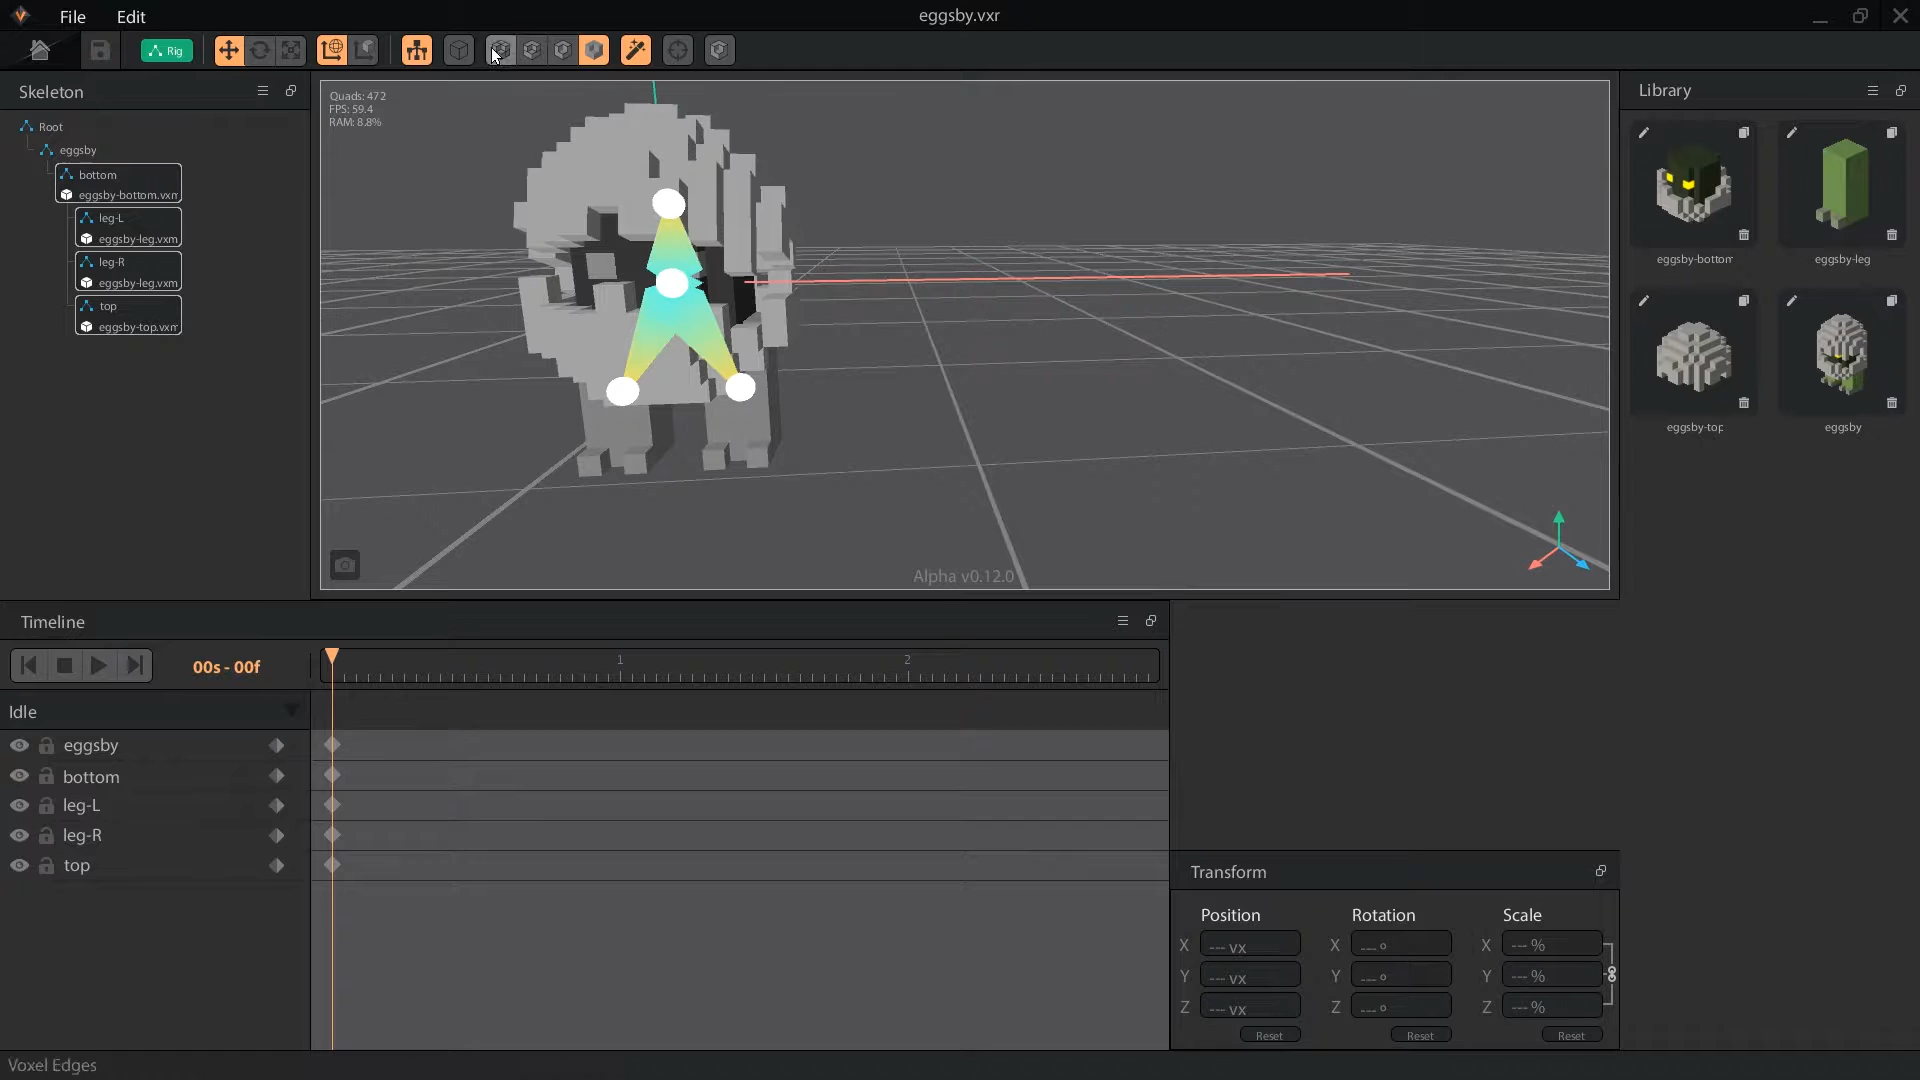 File
Edit
eggsby.vxr
Rig
Skeleton
Root
eggsby
bottom
eggsby-bottom.vxm
leg-L
eggsby-leg.vxm
leg-R
eggsby-leg.vxm
top
eggsby-top.vxm
Quads: 472
FPS: 59.4
RAM: 8.8%
Alpha v0.12.0
Library
eggsby-bottom
eggsby-leg
eggsby-top
eggsby
Timeline
00s - 00f
1
2
Idle
eggsby
bottom
leg-L
leg-R
top
Transform
Position
Rotation
Scale
X --- vx
X --- °
X --- %
Y --- vx
Y --- °
Y --- %
Z --- vx
Z --- °
Z --- %
Reset
Reset
Reset
Voxel Edges